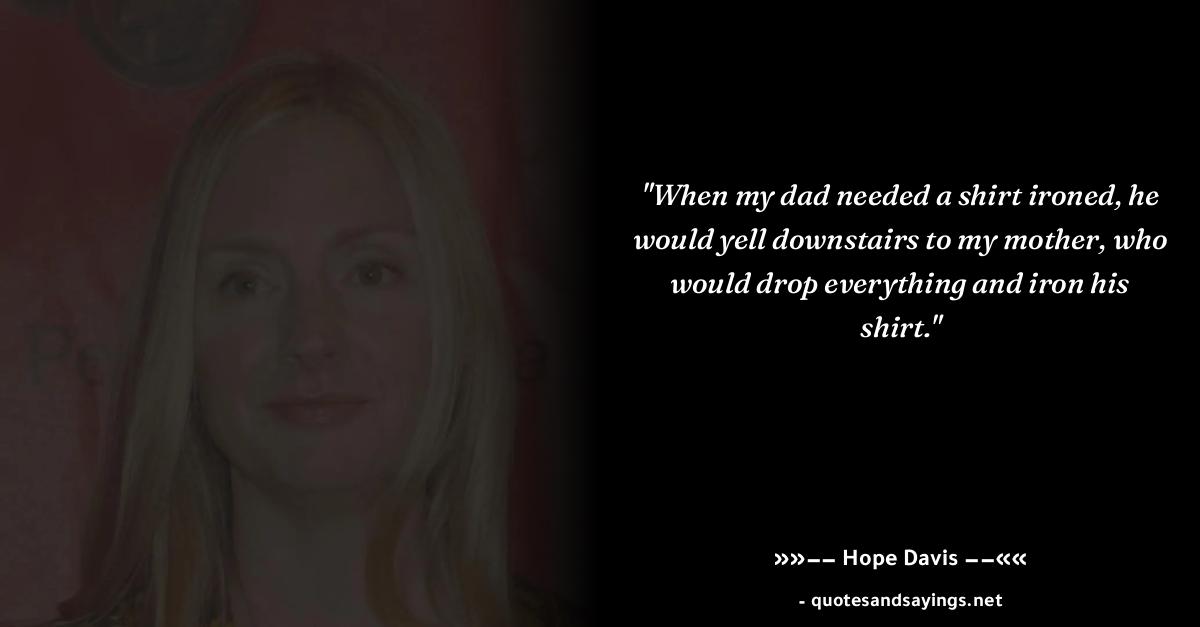 "When my dad needed a shirt ironed, he
would yell downstairs to my mother, who
would drop everything and iron his
shirt."
»»–– Hope Davis ––««
- quotesandsayings.net